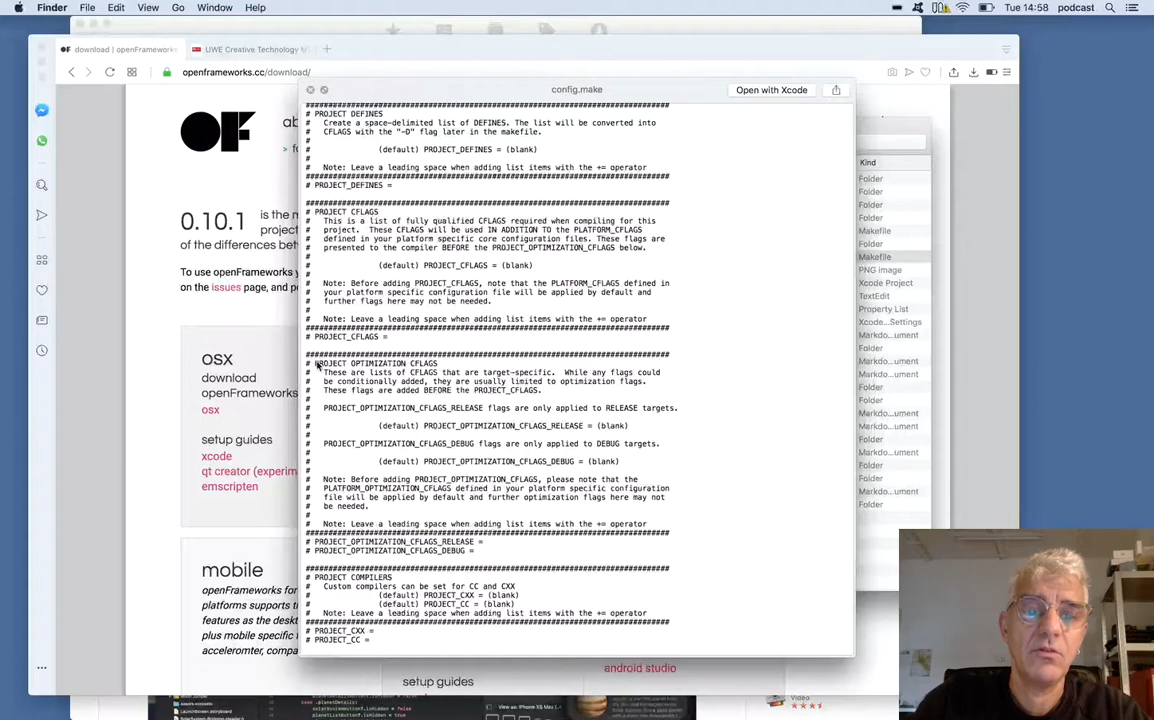 Finder File Edit View Go Window Help
Tue 14:58 podcast
download | openFrameworks
UWE Creative Technology M
openframeworks.cc/download/
config.make
Open with Xcode
OF
ab
> fo
0.10.1 is the m
of the differences bet
To use openFrameworks y
on the issues page, and p
osx
download
openFrameworks
osx
setup guides
xcode
qt creator (experim
emscripten
mobile
openFrameworks for
platforms supports th
features as the deskt
plus mobile specific f
acceleromter, compa
################################################################################
# PROJECT DEFINES
# Create a space-delimited list of DEFINES. The list will be converted into
# CFLAGS with the "-D" flag later in the makefile.
#
# (default) PROJECT_DEFINES = (blank)
#
# Note: Leave a leading space when adding list items with the += operator
################################################################################
# PROJECT_DEFINES =
################################################################################
# PROJECT CFLAGS
# This is a list of fully qualified CFLAGS required when compiling for this
# project. These CFLAGS will be used IN ADDITION TO the PLATFORM_CFLAGS
# defined in your platform specific core configuration files. These flags are
# presented to the compiler BEFORE the PROJECT_OPTIMIZATION_CFLAGS below.
#
# (default) PROJECT_CFLAGS = (blank)
#
# Note: Before adding PROJECT_CFLAGS, note that the PLATFORM_CFLAGS defined in
# your platform specific configuration file will be applied by default and
# further flags here may not be needed.
#
# Note: Leave a leading space when adding list items with the += operator
################################################################################
# PROJECT_CFLAGS =
################################################################################
# PROJECT OPTIMIZATION CFLAGS
# These are lists of CFLAGS that are target-specific. While any flags could
# be conditionally added, they are usually limited to optimization flags.
# These flags are added BEFORE the PROJECT_CFLAGS.
#
# PROJECT_OPTIMIZATION_CFLAGS_RELEASE flags are only applied to RELEASE targets.
#
# (default) PROJECT_OPTIMIZATION_CFLAGS_RELEASE = (blank)
#
# PROJECT_OPTIMIZATION_CFLAGS_DEBUG flags are only applied to DEBUG targets.
#
# (default) PROJECT_OPTIMIZATION_CFLAGS_DEBUG = (blank)
#
# Note: Before adding PROJECT_OPTIMIZATION_CFLAGS, please note that the
# PLATFORM_OPTIMIZATION_CFLAGS defined in your platform specific configuration
# file will be applied by default and further optimization flags here may not
# be needed.
#
# Note: Leave a leading space when adding list items with the += operator
################################################################################
# PROJECT_OPTIMIZATION_CFLAGS_RELEASE =
# PROJECT_OPTIMIZATION_CFLAGS_DEBUG =
################################################################################
# PROJECT COMPILERS
# Custom compilers can be set for CC and CXX
# (default) PROJECT_CXX = (blank)
# (default) PROJECT_CC = (blank)
# Note: Leave a leading space when adding list items with the += operator
################################################################################
# PROJECT_CXX =
# PROJECT_CC =
Kind
Folder
Folder
Folder
Folder
Makefile
Folder
Makefile
PNG image
Xcode Project
TextEdit
Property List
Xcode...Settings
Markdo...ument
Folder
Markdo...ument
Markdo...ument
Folder
Markdo...ument
Folder
Markdo...ument
Markdo...ument
Folder
Markdo...ument
Folder
Folder
Markdo...ument
Folder
android studio
setup guides
Video